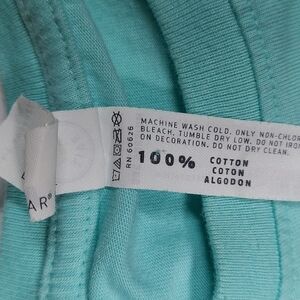 MACHINE WASH COLD. ONLY NON-CHLOR
BLEACH. TUMBLE DRY LOW. DO NOT IRON
ON DECORATION. DO NOT DRY CLEAN.
RN 60626
100% COTTON
COTON
ALGODON
AR®